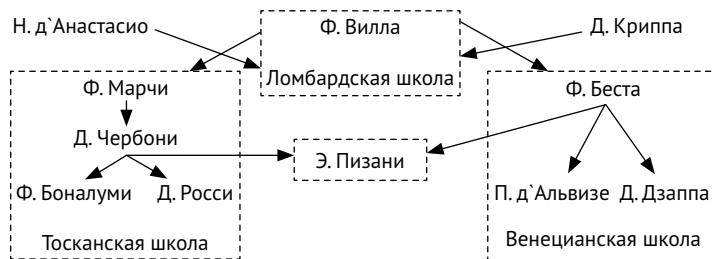 Н. д`Анастасио
Ф. Вилла
Д. Криппа
Ломбардская школа
Ф. Марчи
Ф. Беста
Д. Чербони
Э. Пизани
Ф. Боналуми
Д. Росси
П. д`Альвизе
Д. Дзаппа
Тосканская школа
Венецианская школа